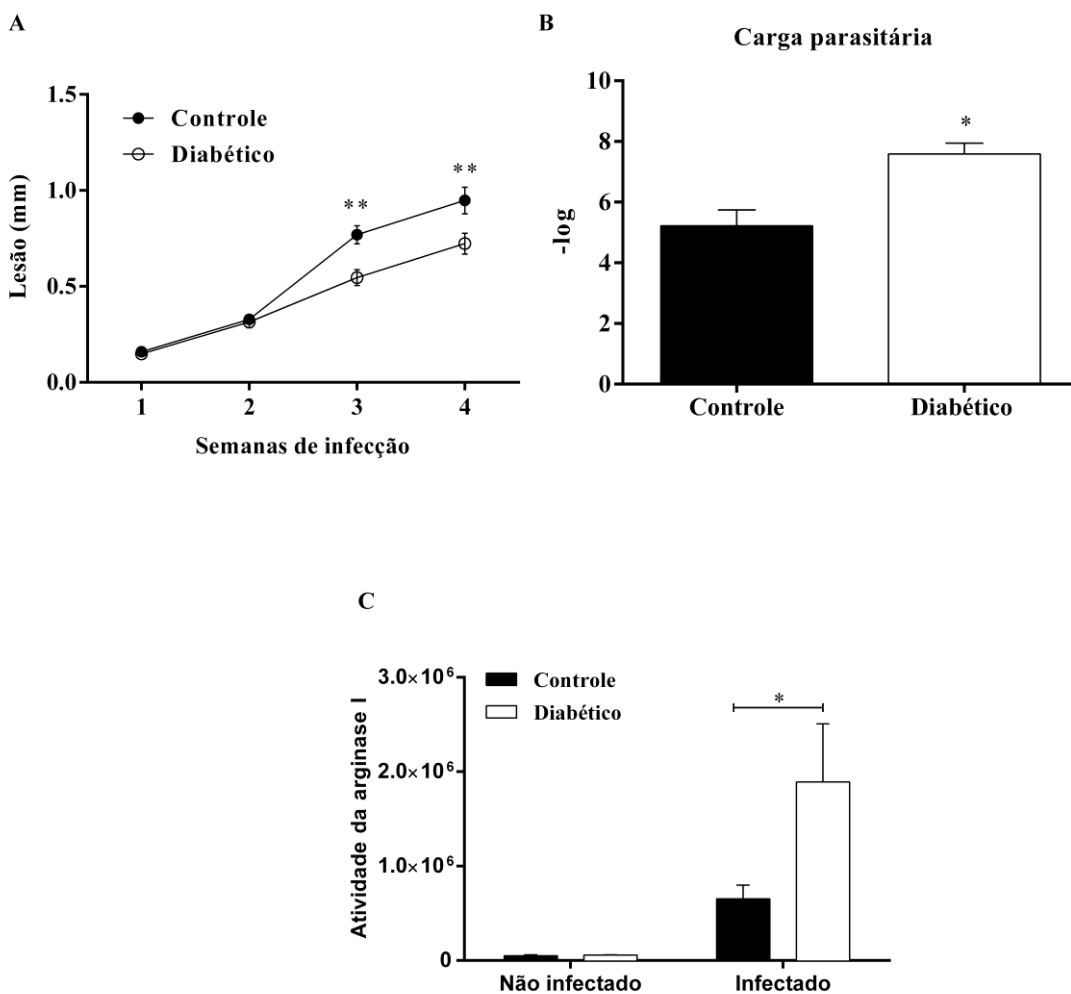 A
1.5
1.0
0.5
0.0
Lesão (mm)
Controle
Diabético
**
**
1 2 3 4
Semanas de infecção
B
Carga parasitária
10
8
6
4
2
0
-log
*
Controle Diabético
C
3.0×10⁶
2.0×10⁶
1.0×10⁶
0
Atividade da arginase I
Controle
Diabético
*
Não infectado Infectado